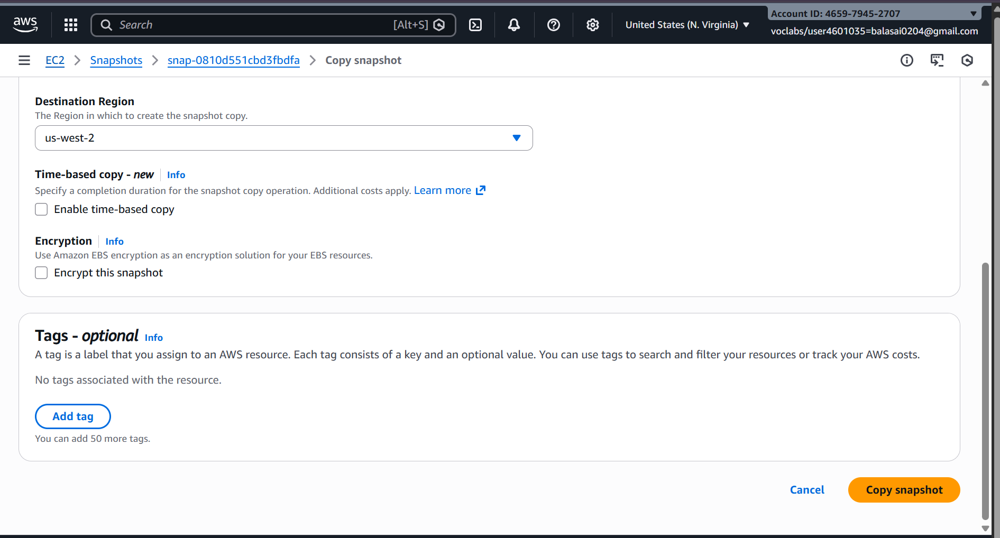 aws
Search [Alt+S]
United States (N. Virginia)
Account ID: 4659-7945-2707
voclabs/user4601035=balasai0204@gmail.com
EC2 Snapshots snap-0810d551cbd3fbdfa Copy snapshot
Destination Region
The Region in which to create the snapshot copy.
us-west-2
Time-based copy - new Info
Specify a completion duration for the snapshot copy operation. Additional costs apply. Learn more
Enable time-based copy
Encryption Info
Use Amazon EBS encryption as an encryption solution for your EBS resources.
Encrypt this snapshot
Tags - optional Info
A tag is a label that you assign to an AWS resource. Each tag consists of a key and an optional value. You can use tags to search and filter your resources or track your AWS costs.
No tags associated with the resource.
Add tag
You can add 50 more tags.
Cancel Copy snapshot